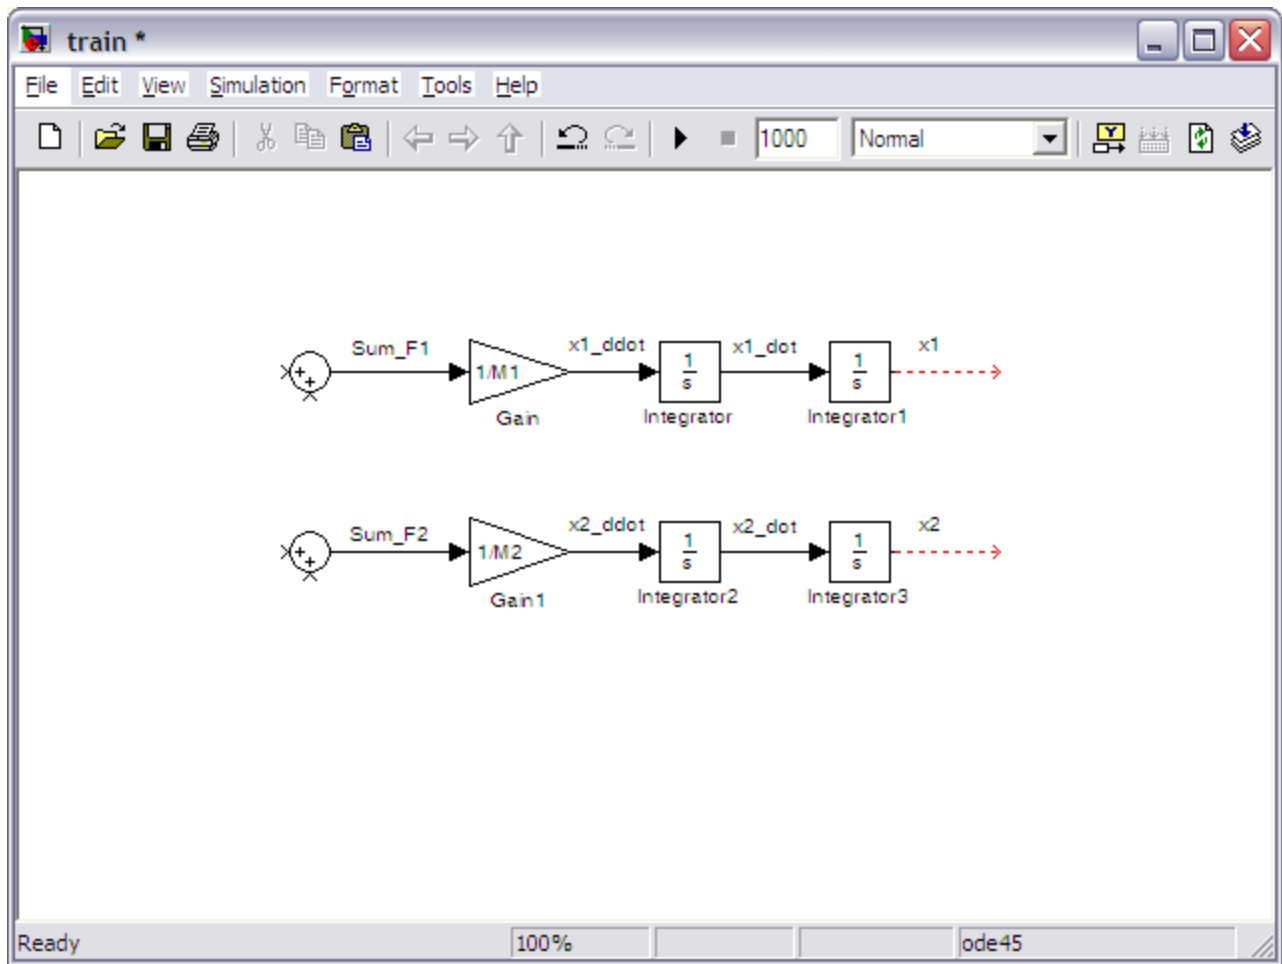 train *
File Edit View Simulation Format Tools Help
1000 Normal
Sum_F1 x1_ddot x1_dot x1
+ + 1/M1 1/s 1/s
Gain Integrator Integrator1
Sum_F2 x2_ddot x2_dot x2
+ + 1/M2 1/s 1/s
Gain1 Integrator2 Integrator3
Ready 100% ode45